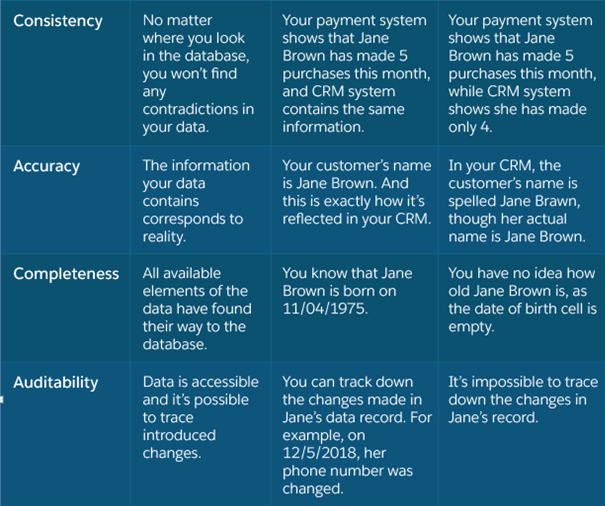 Consistency
No matter
where you look
in the database,
you won't find
any
contradictions in
your data.
Your payment system
shows that Jane
Brown has made 5
purchases this month,
and CRM system
contains the same
information.
Your payment system
shows that Jane
Brown has made 5
purchases this month,
while CRM system
shows she has made
only 4.
Accuracy
The information
your data
contains
corresponds to
reality.
Your customer's name
is Jane Brown. And
this is exactly how it's
reflected in your CRM.
In your CRM, the
customer's name is
spelled Jane Brawn,
though her actual
name is Jane Brown.
Completeness
All available
elements of the
data have found
their way to the
database.
You know that Jane
Brown is born on
11/04/1975.
You have no idea how
old Jane Brown is, as
the date of birth cell is
empty.
Auditability
Data is accessible
and it's possible
to trace
introduced
changes.
You can track down
the changes made in
Jane's data record. For
example, on
12/5/2018, her
phone number was
changed.
It's impossible to trace
down the changes in
Jane's record.